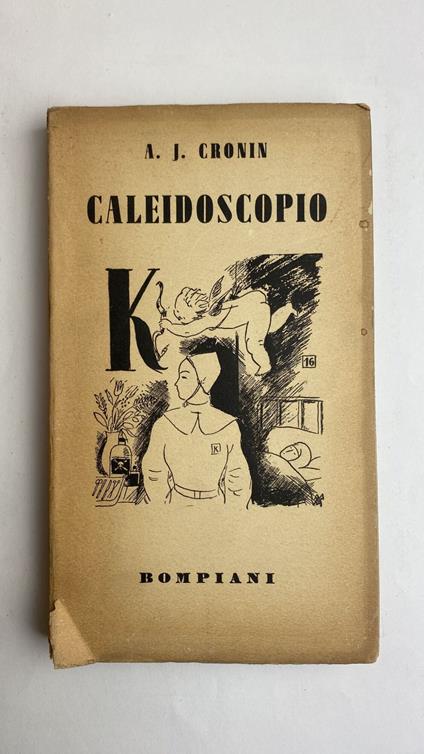 A. J. CRONIN
CALEIDOSCOPIO
K
16
K
BOMPIANI